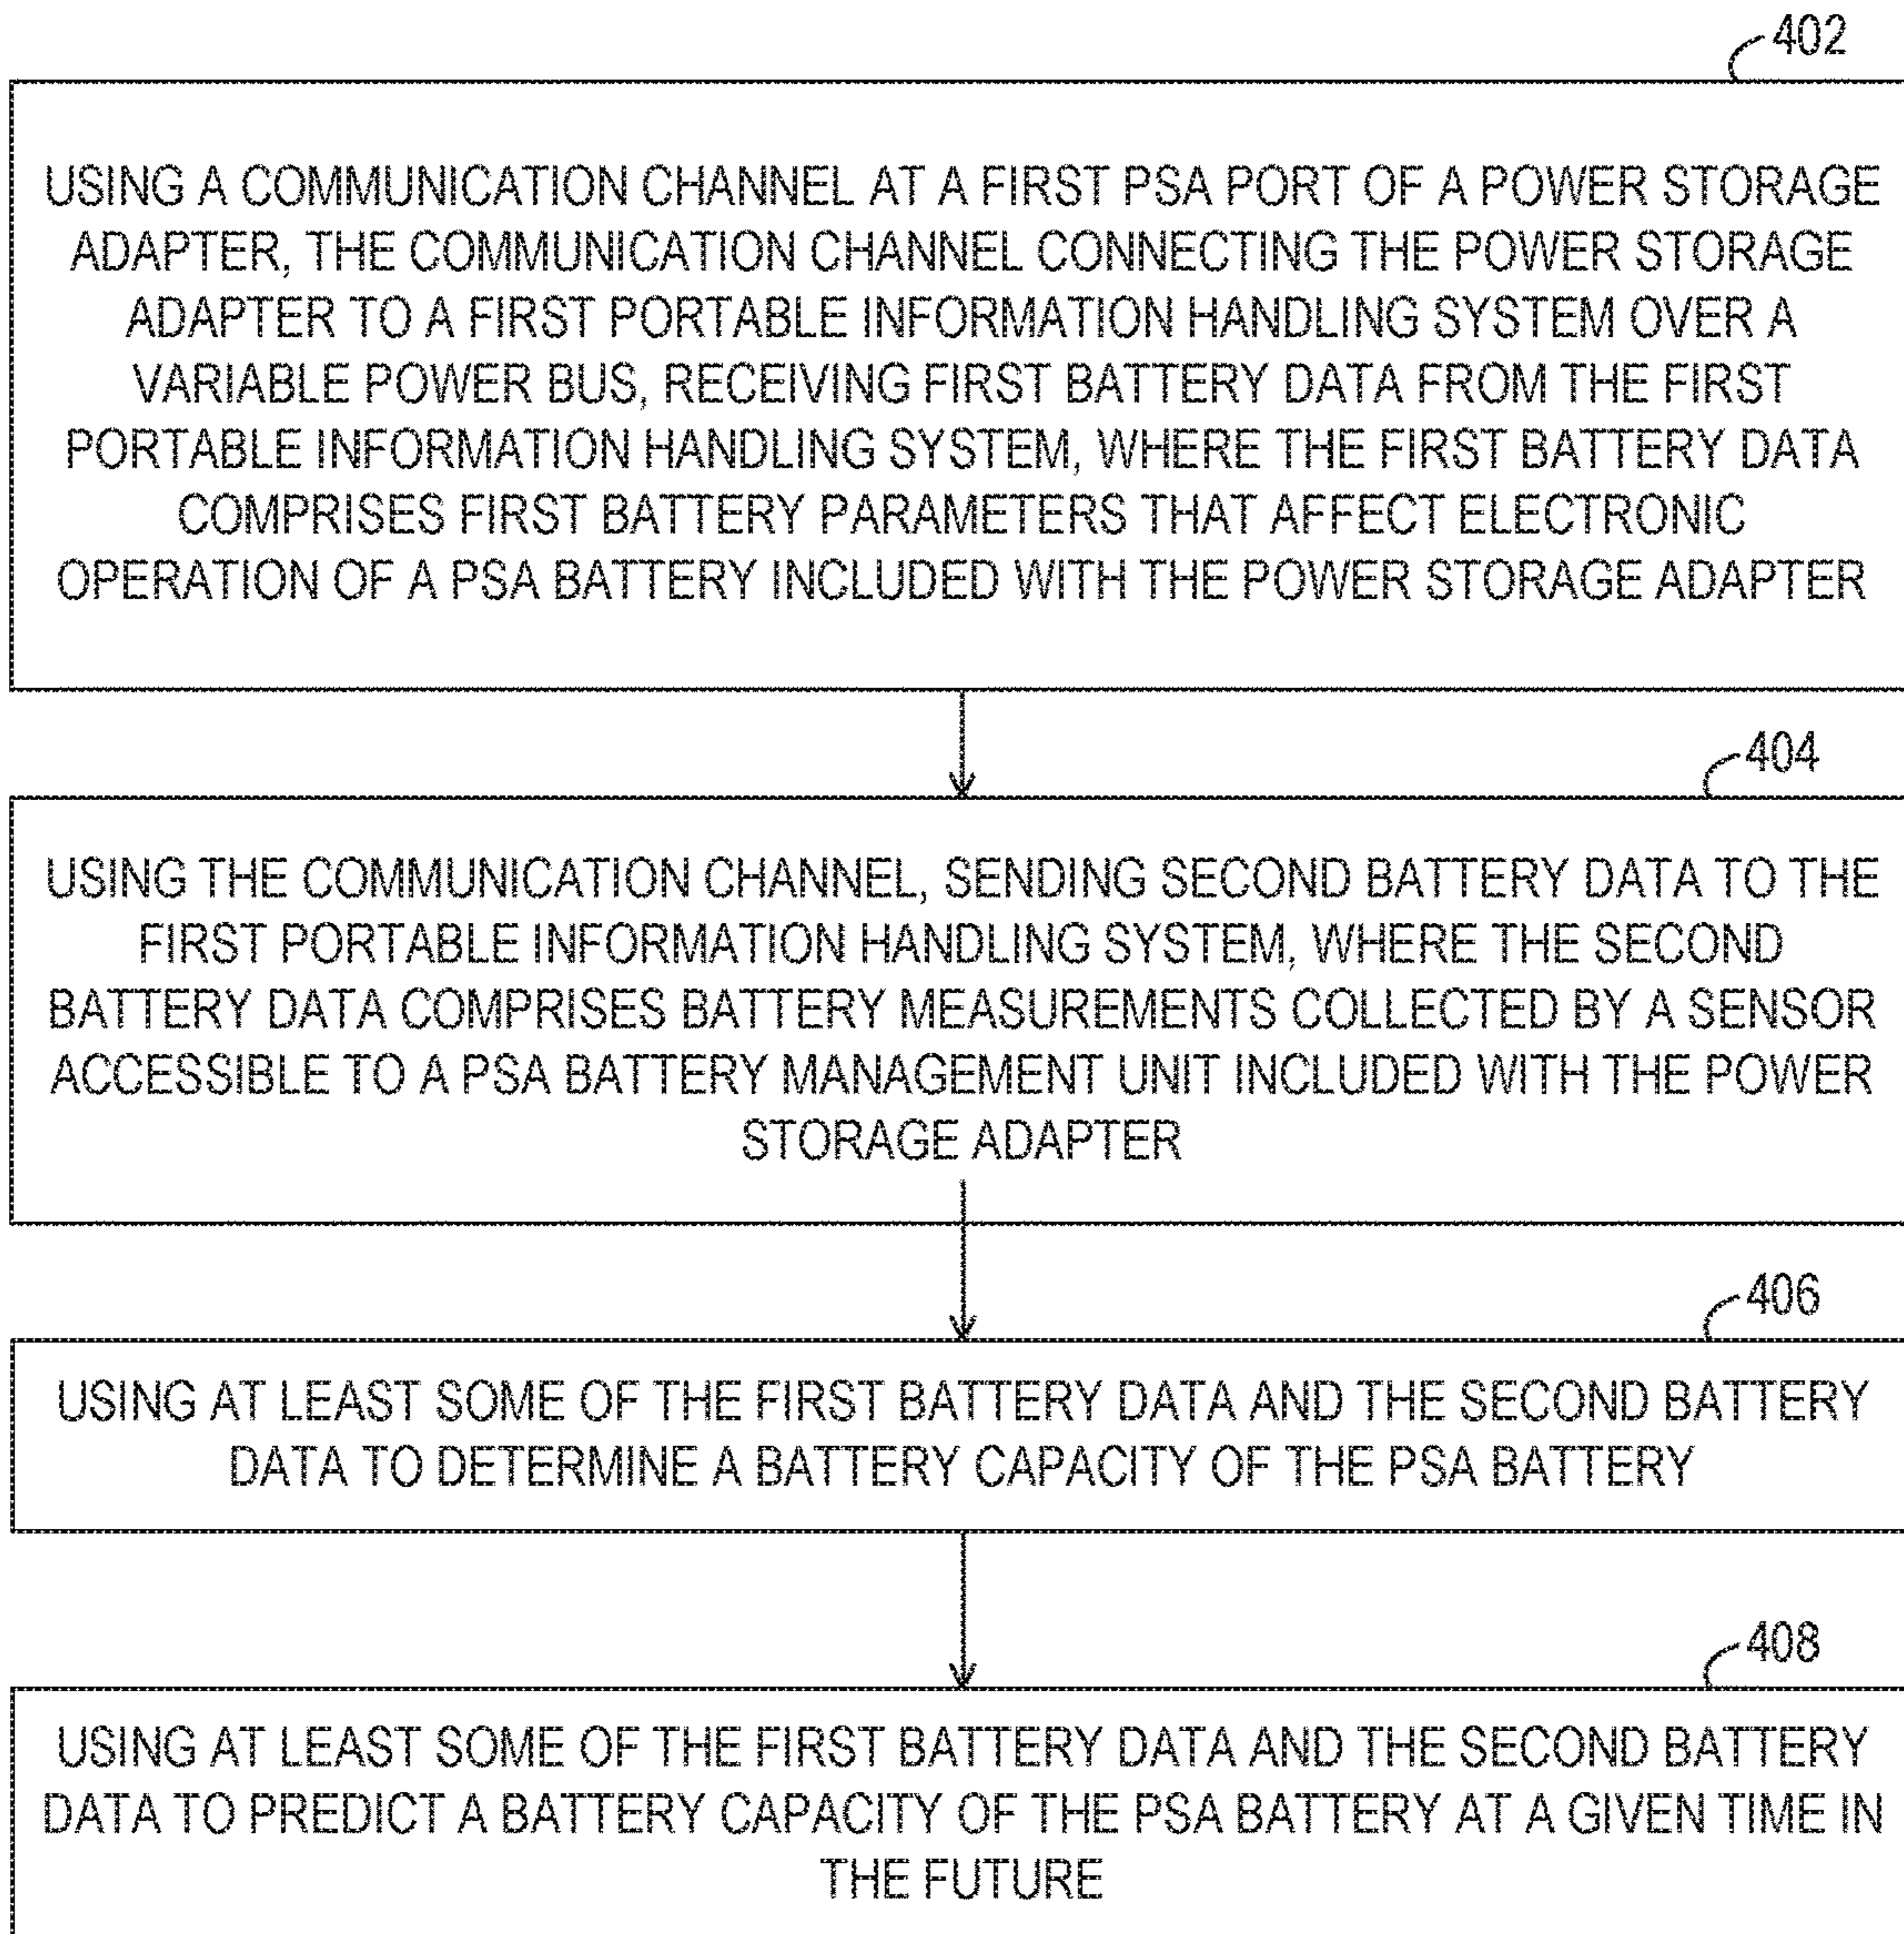 402
USING A COMMUNICATION CHANNEL AT A FIRST PSA PORT OF A POWER STORAGE
ADAPTER, THE COMMUNICATION CHANNEL CONNECTING THE POWER STORAGE
ADAPTER TO A FIRST PORTABLE INFORMATION HANDLING SYSTEM OVER A
VARIABLE POWER BUS, RECEIVING FIRST BATTERY DATA FROM THE FIRST
PORTABLE INFORMATION HANDLING SYSTEM, WHERE THE FIRST BATTERY DATA
COMPRISES FIRST BATTERY PARAMETERS THAT AFFECT ELECTRONIC
OPERATION OF A PSA BATTERY INCLUDED WITH THE POWER STORAGE ADAPTER
404
USING THE COMMUNICATION CHANNEL, SENDING SECOND BATTERY DATA TO THE
FIRST PORTABLE INFORMATION HANDLING SYSTEM, WHERE THE SECOND
BATTERY DATA COMPRISES BATTERY MEASUREMENTS COLLECTED BY A SENSOR
ACCESSIBLE TO A PSA BATTERY MANAGEMENT UNIT INCLUDED WITH THE POWER
STORAGE ADAPTER
406
USING AT LEAST SOME OF THE FIRST BATTERY DATA AND THE SECOND BATTERY
DATA TO DETERMINE A BATTERY CAPACITY OF THE PSA BATTERY
408
USING AT LEAST SOME OF THE FIRST BATTERY DATA AND THE SECOND BATTERY
DATA TO PREDICT A BATTERY CAPACITY OF THE PSA BATTERY AT A GIVEN TIME IN
THE FUTURE